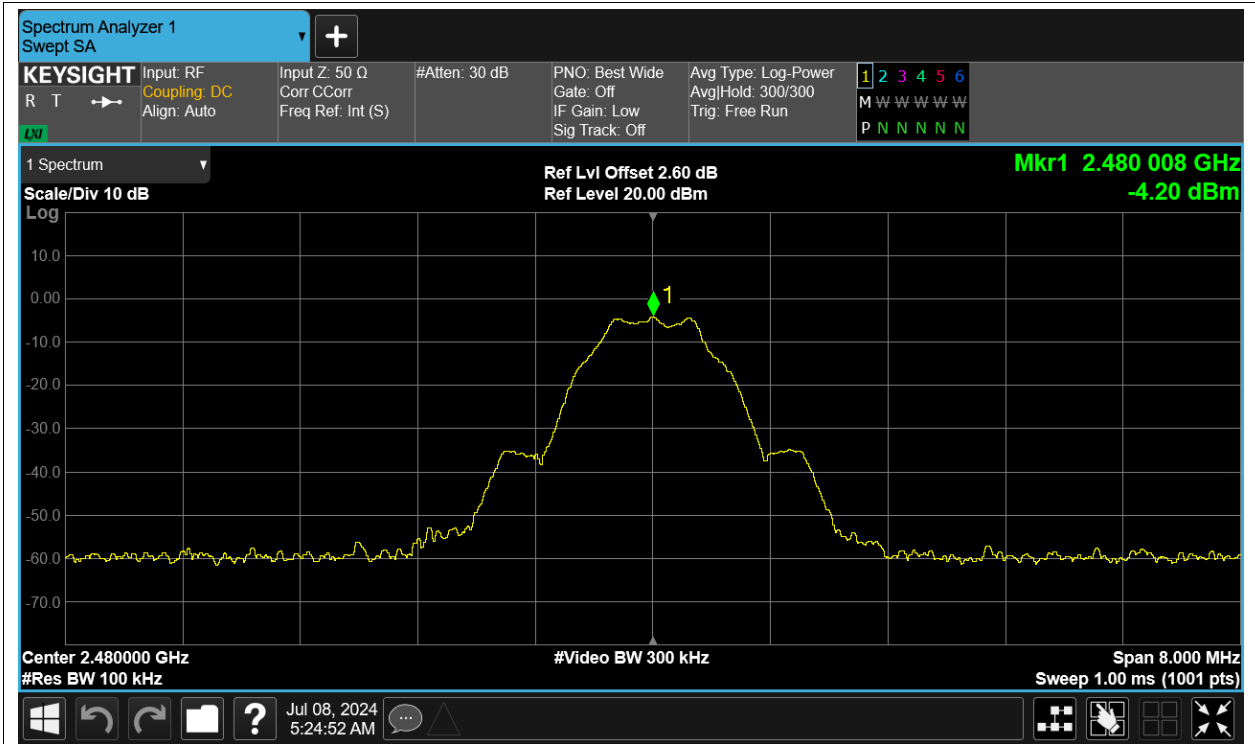 Spectrum Analyzer 1
Swept SA
+
KEYSIGHT
R T
LXI
Input: RF
Coupling: DC
Align: Auto
Input Z: 50 Ω
Corr CCorr
Freq Ref: Int (S)
#Atten: 30 dB
PNO: Best Wide
Gate: Off
IF Gain: Low
Sig Track: Off
Avg Type: Log-Power
Avg|Hold: 300/300
Trig: Free Run
1 2 3 4 5 6
M W W W W W
P N N N N N
1 Spectrum
Scale/Div 10 dB
Log
Ref Lvl Offset 2.60 dB
Ref Level 20.00 dBm
Mkr1 2.480 008 GHz
-4.20 dBm
10.0
0.00
1
-10.0
-20.0
-30.0
-40.0
-50.0
-60.0
-70.0
Center 2.480000 GHz
#Res BW 100 kHz
#Video BW 300 kHz
Span 8.000 MHz
Sweep 1.00 ms (1001 pts)
?
Jul 08, 2024
5:24:52 AM